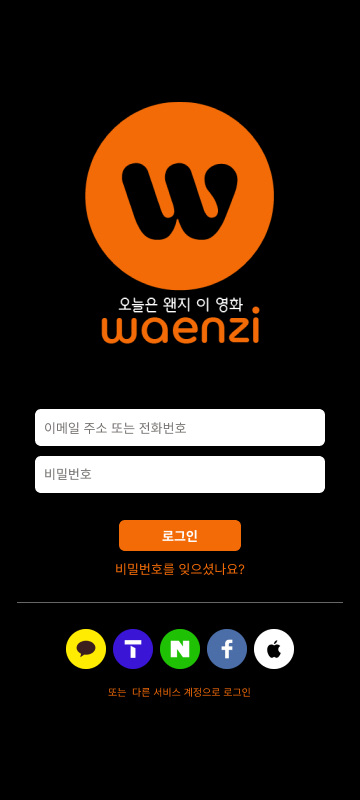 w
오늘은 왠지 이 영화
waenzi
이메일 주소 또는 전화번호
비밀번호
로그인
비밀번호를 잊으셨나요?
T N f
또는 다른 서비스 계정으로 로그인